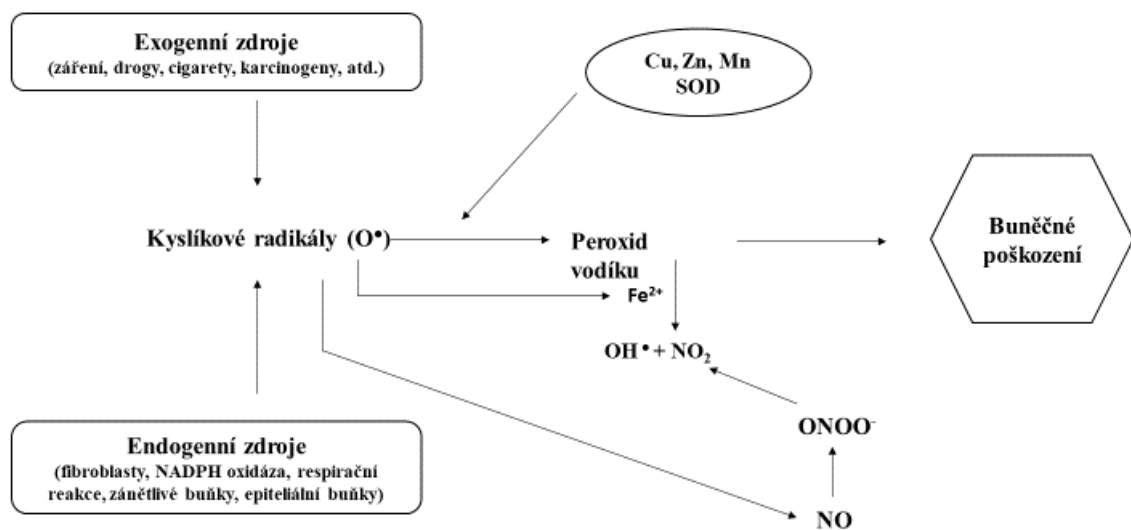 Exogenní zdroje
(záření, drogy, cigarety, karcinogeny, atd.)
Cu, Zn, Mn
SOD
Kyslíkové radikály (O•)
Peroxid
vodíku
Buněčné
poškození
Fe²⁺
OH• + NO₂
ONOO⁻
NO
Endogenní zdroje
(fibroblasty, NADPH oxidáza, respirační
reakce, zánětlivé buňky, epiteliální buňky)